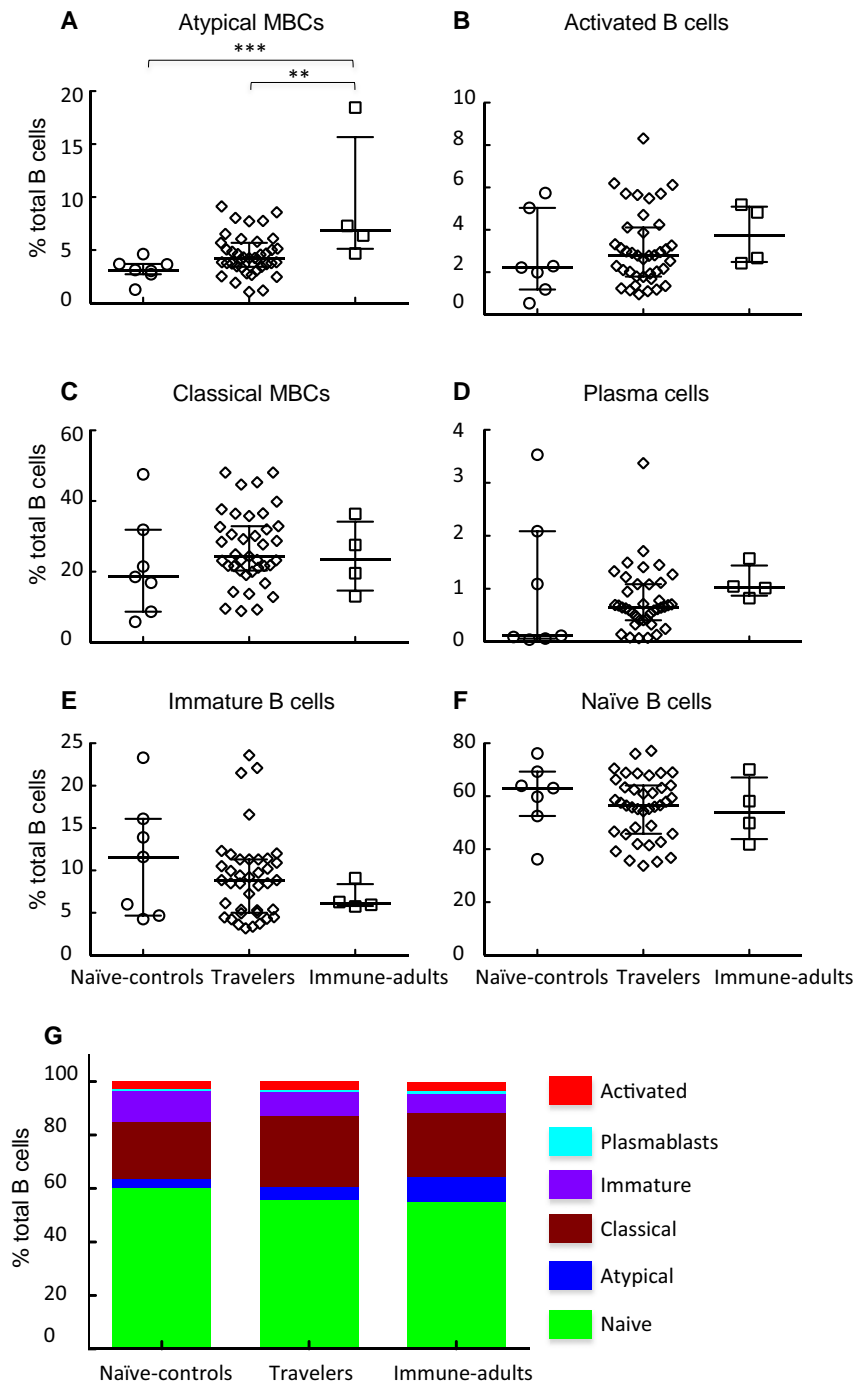 A
Atypical MBCs
***
**
% total B cells
20
15
10
5
0
B
Activated B cells
10
8
6
4
2
0
C
Classical MBCs
% total B cells
60
40
20
0
D
Plasma cells
4
3
2
1
0
E
Immature B cells
% total B cells
25
20
15
10
5
0
Naïve-controls
Travelers
Immune-adults
F
Naïve B cells
80
60
40
20
0
Naïve-controls
Travelers
Immune-adults
G
% total B cells
100
80
60
40
20
0
Naïve-controls
Travelers
Immune-adults
Activated
Plasmablasts
Immature
Classical
Atypical
Naive